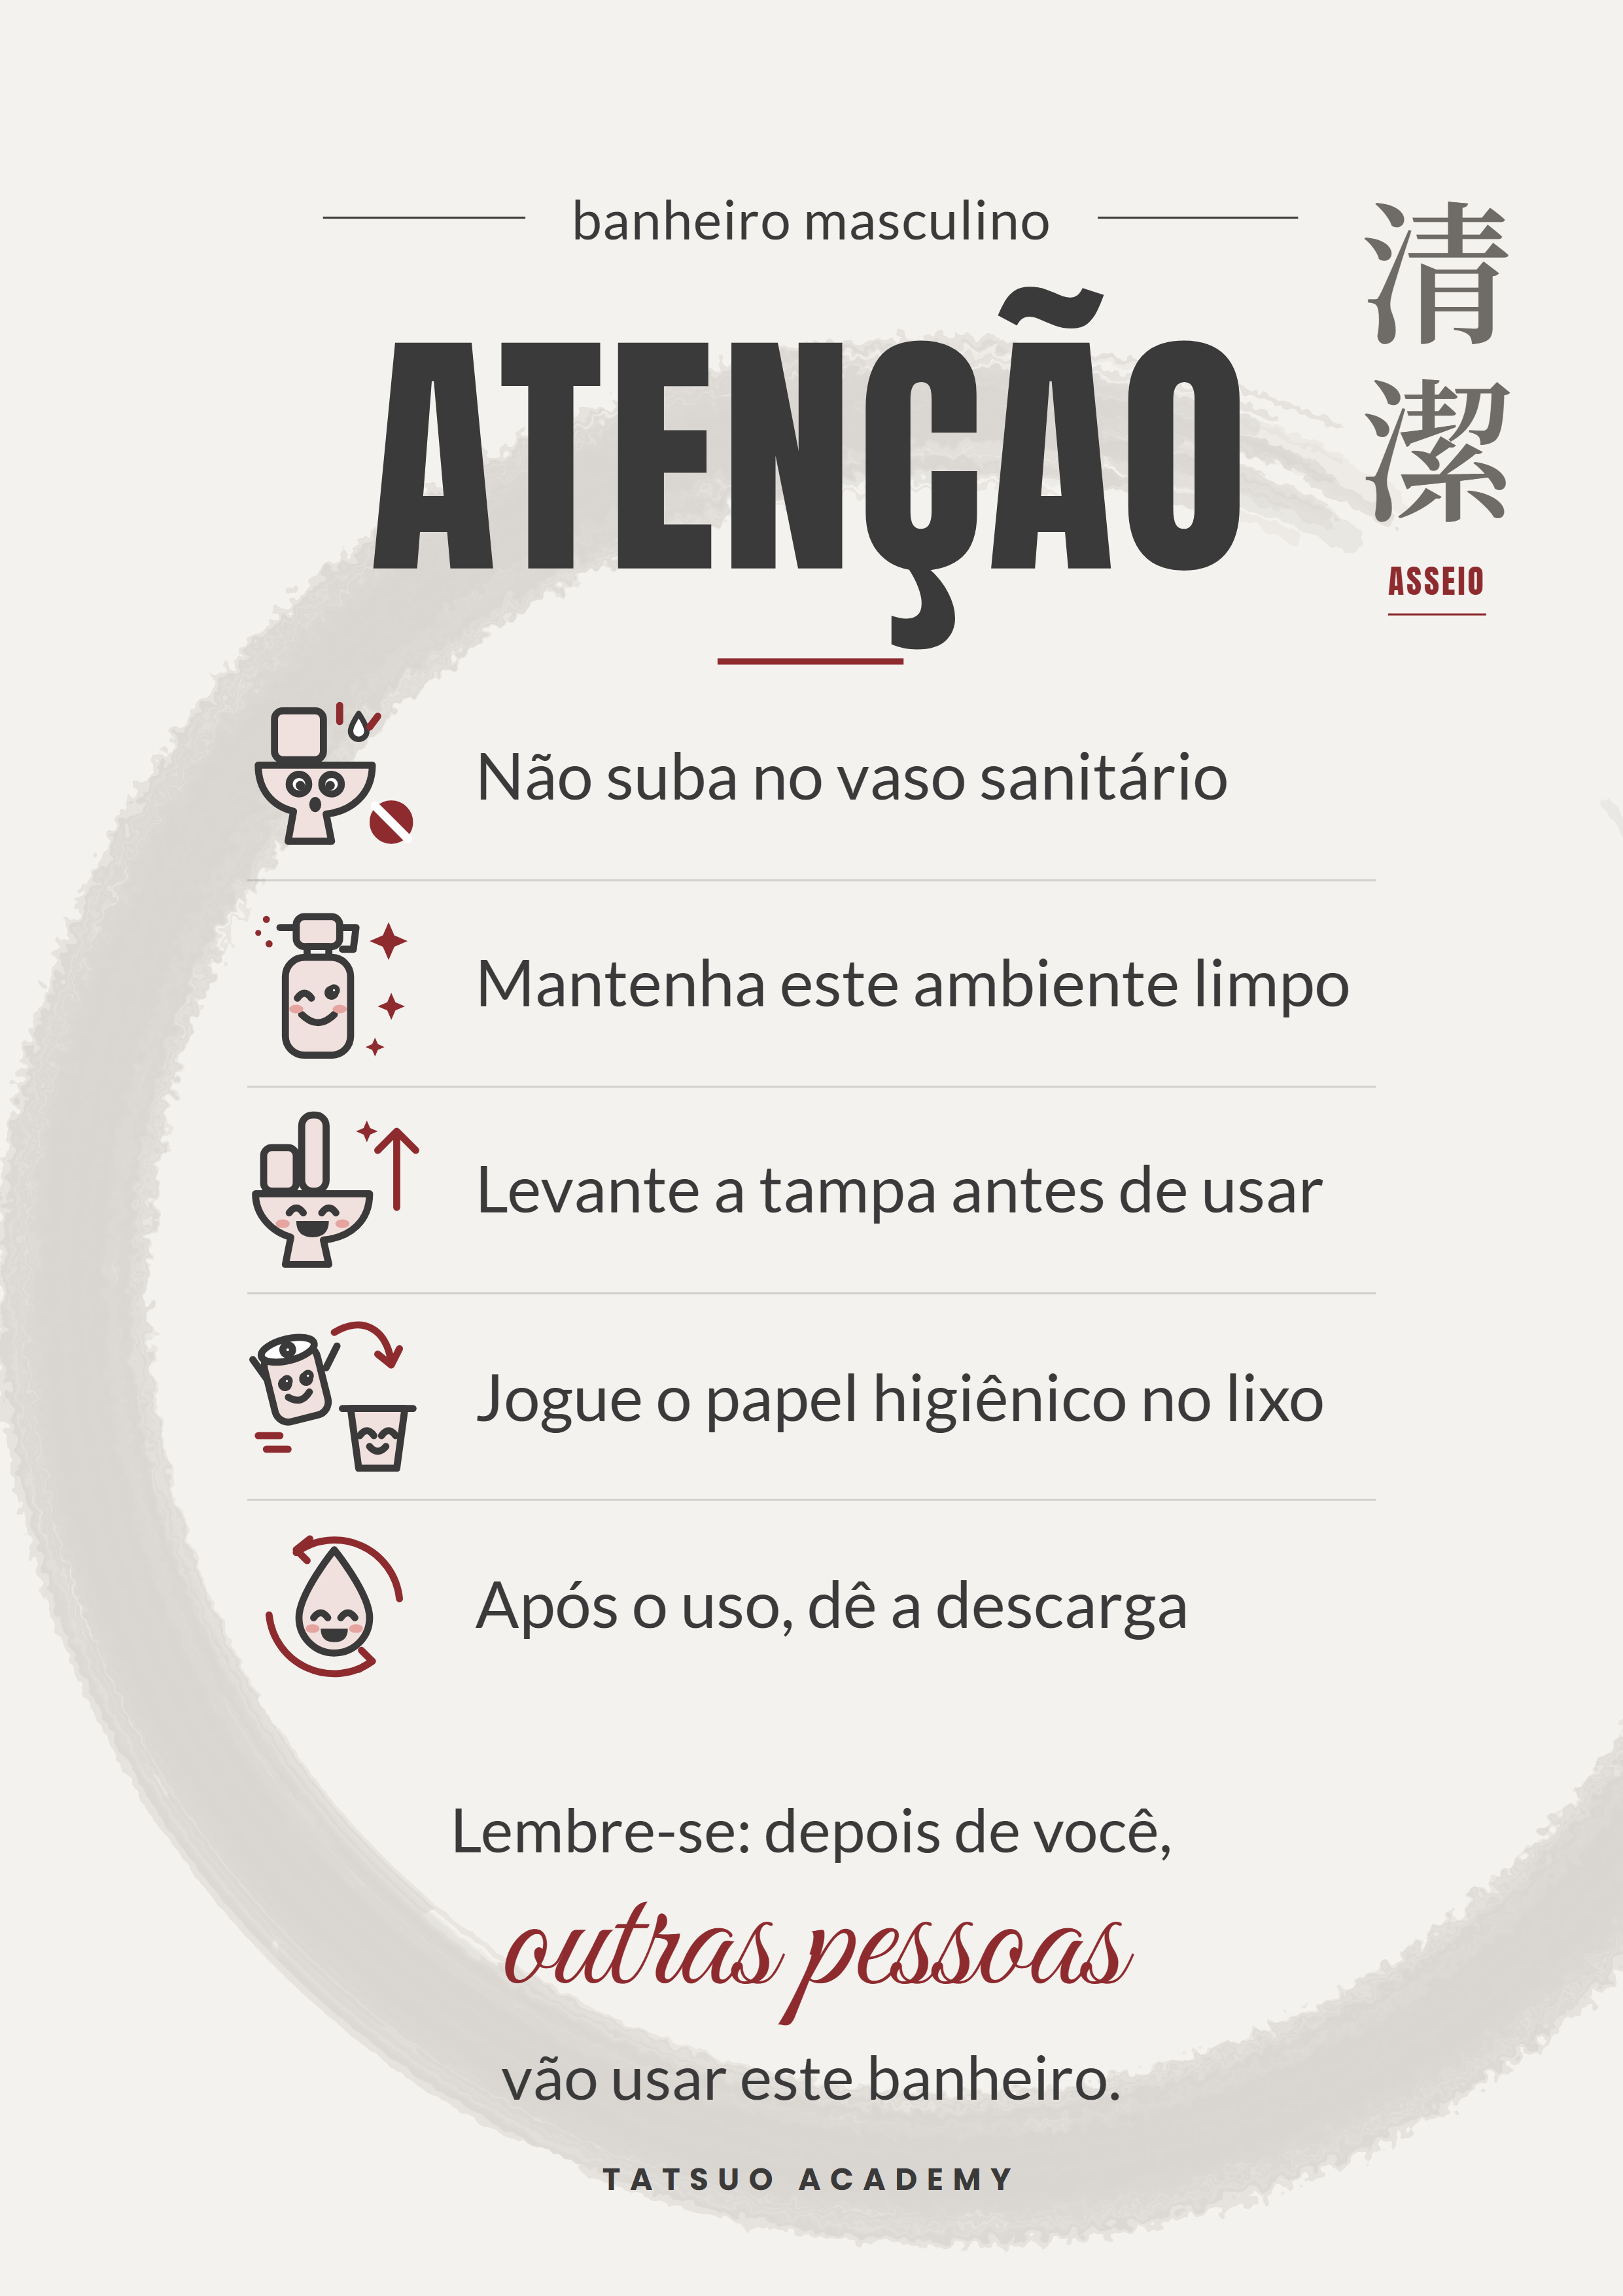 banheiro masculino
ATENÇÃO
清潔
ASSEIO
Não suba no vaso sanitário
Mantenha este ambiente limpo
Levante a tampa antes de usar
Jogue o papel higiênico no lixo
Após o uso, dê a descarga
Lembre-se: depois de você,
outras pessoas
vão usar este banheiro.
TATSUO ACADEMY